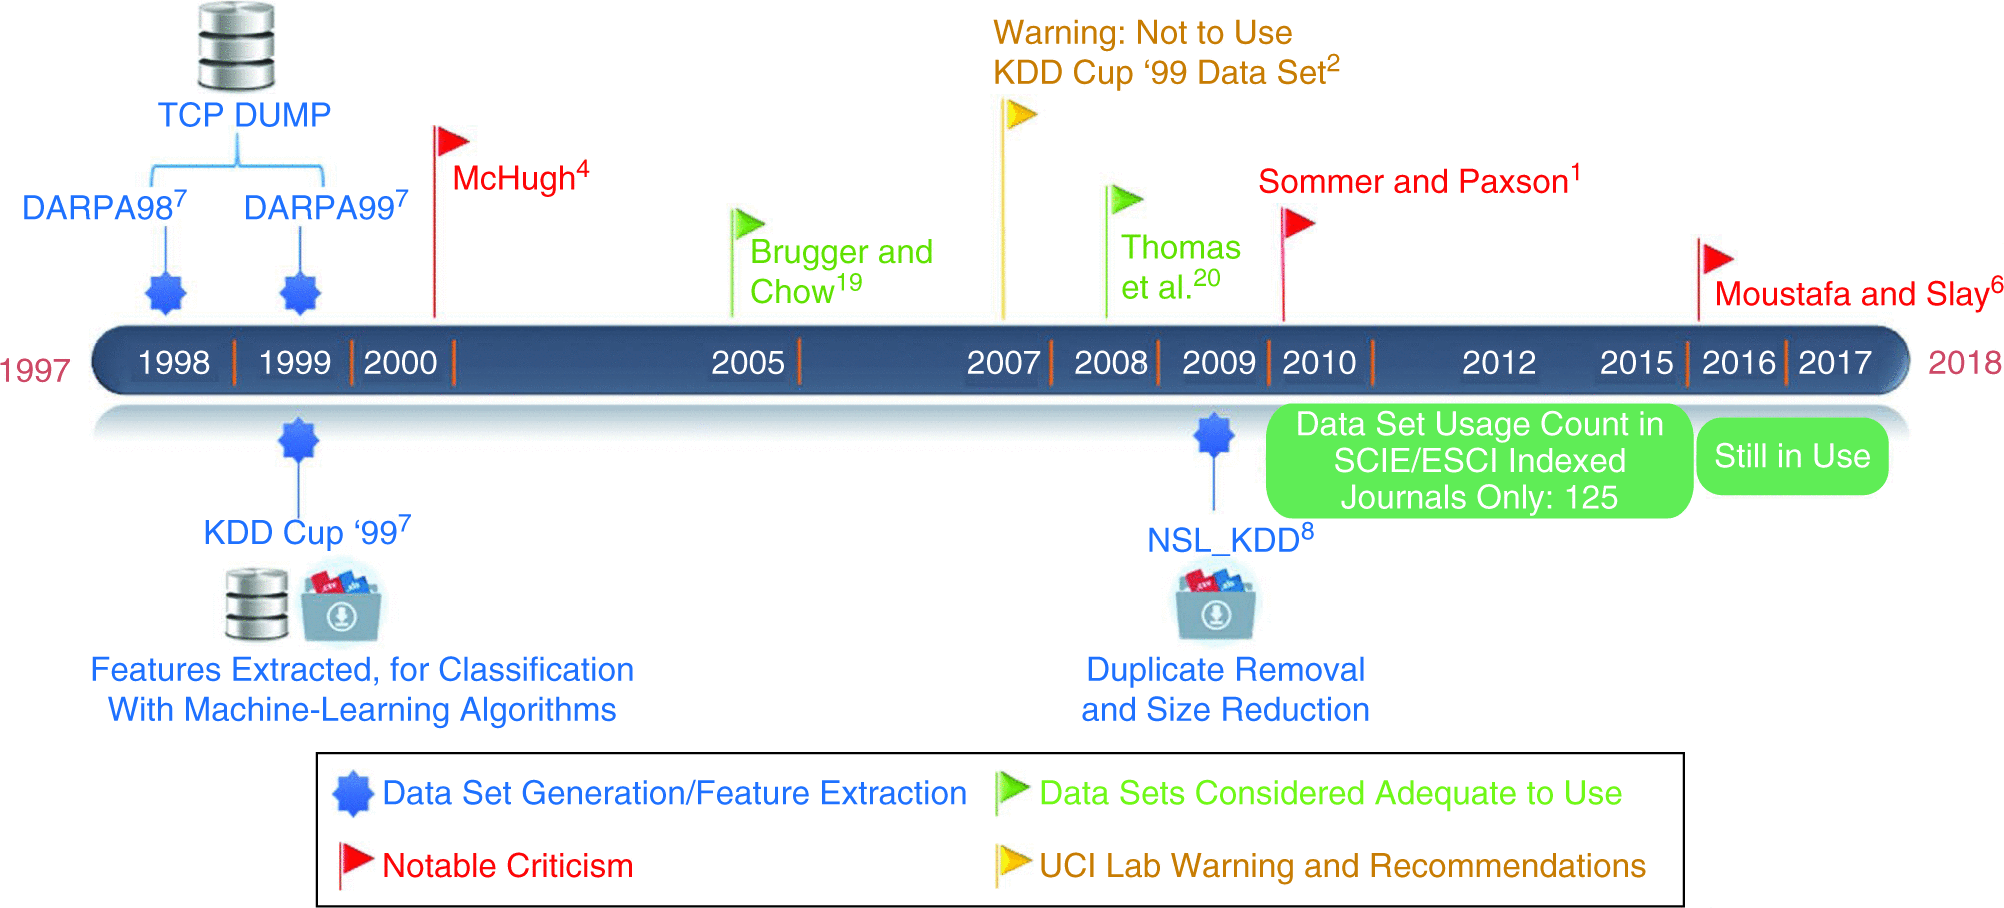 Warning: Not to Use
KDD Cup ‘99 Data Set2
TCP DUMP
DARPA987
DARPA997
McHugh4
Brugger and
Chow19
Thomas
et al.20
Sommer and Paxson1
Moustafa and Slay6
1997
1998
1999
2000
2005
2007
2008
2009
2010
2012
2015
2016
2017
2018
Data Set Usage Count in
SCIE/ESCI Indexed
Journals Only: 125
Still in Use
KDD Cup ‘997
NSL_KDD8
.csv
.xls
.csv
.xls
Features Extracted, for Classification
With Machine-Learning Algorithms
Duplicate Removal
and Size Reduction
Data Set Generation/Feature Extraction
Data Sets Considered Adequate to Use
Notable Criticism
UCI Lab Warning and Recommendations